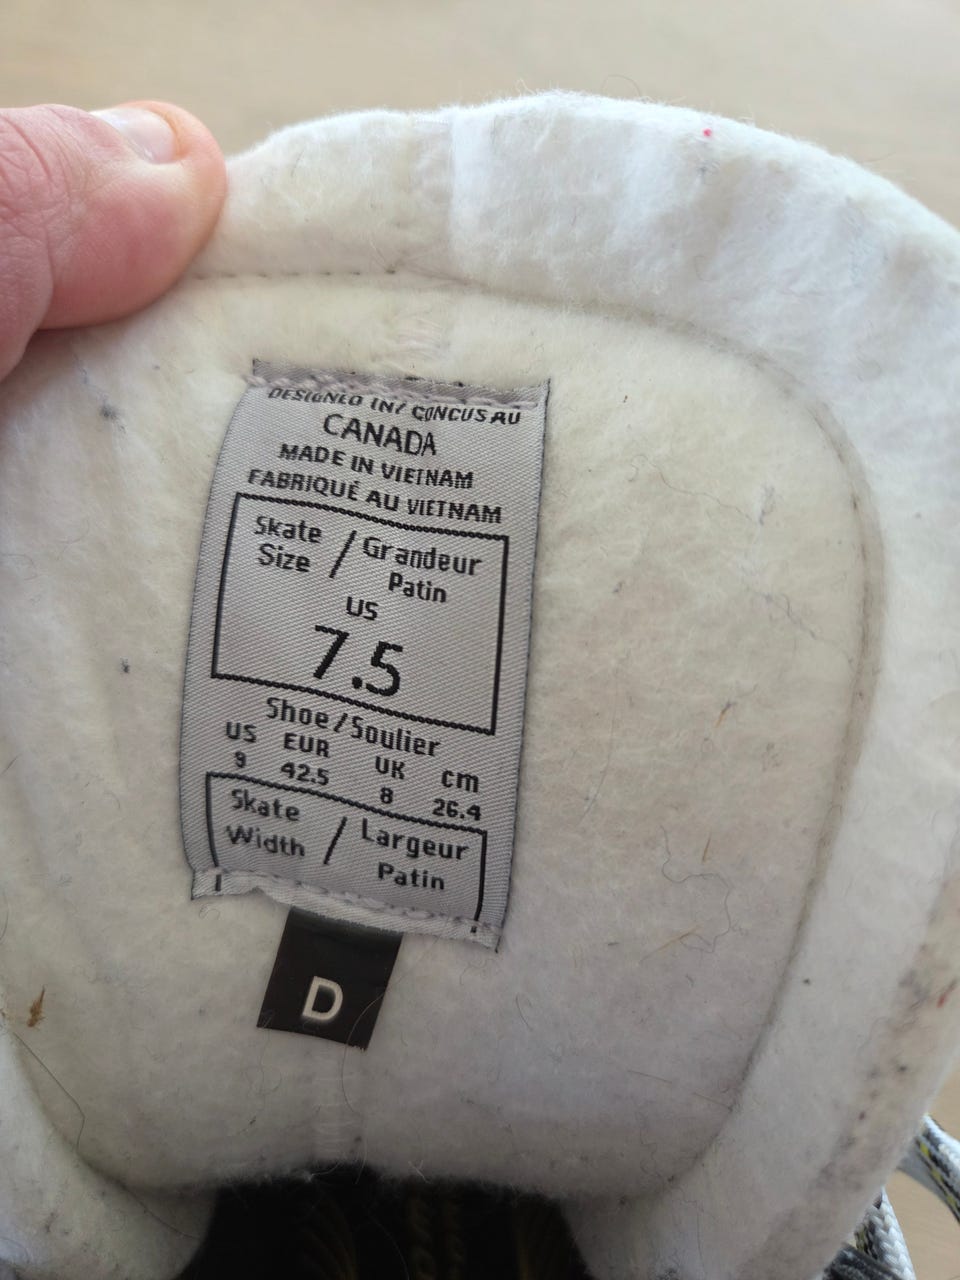 DESIGNED IN/ CONCUS AU
CANADA
MADE IN VIETNAM
FABRIQUÉ AU VIETNAM
Skate Size / Grandeur Patin
US
7.5
Shoe/Soulier
US EUR UK cm
9 42.5 8 26.4
Skate Width / Largeur Patin
D